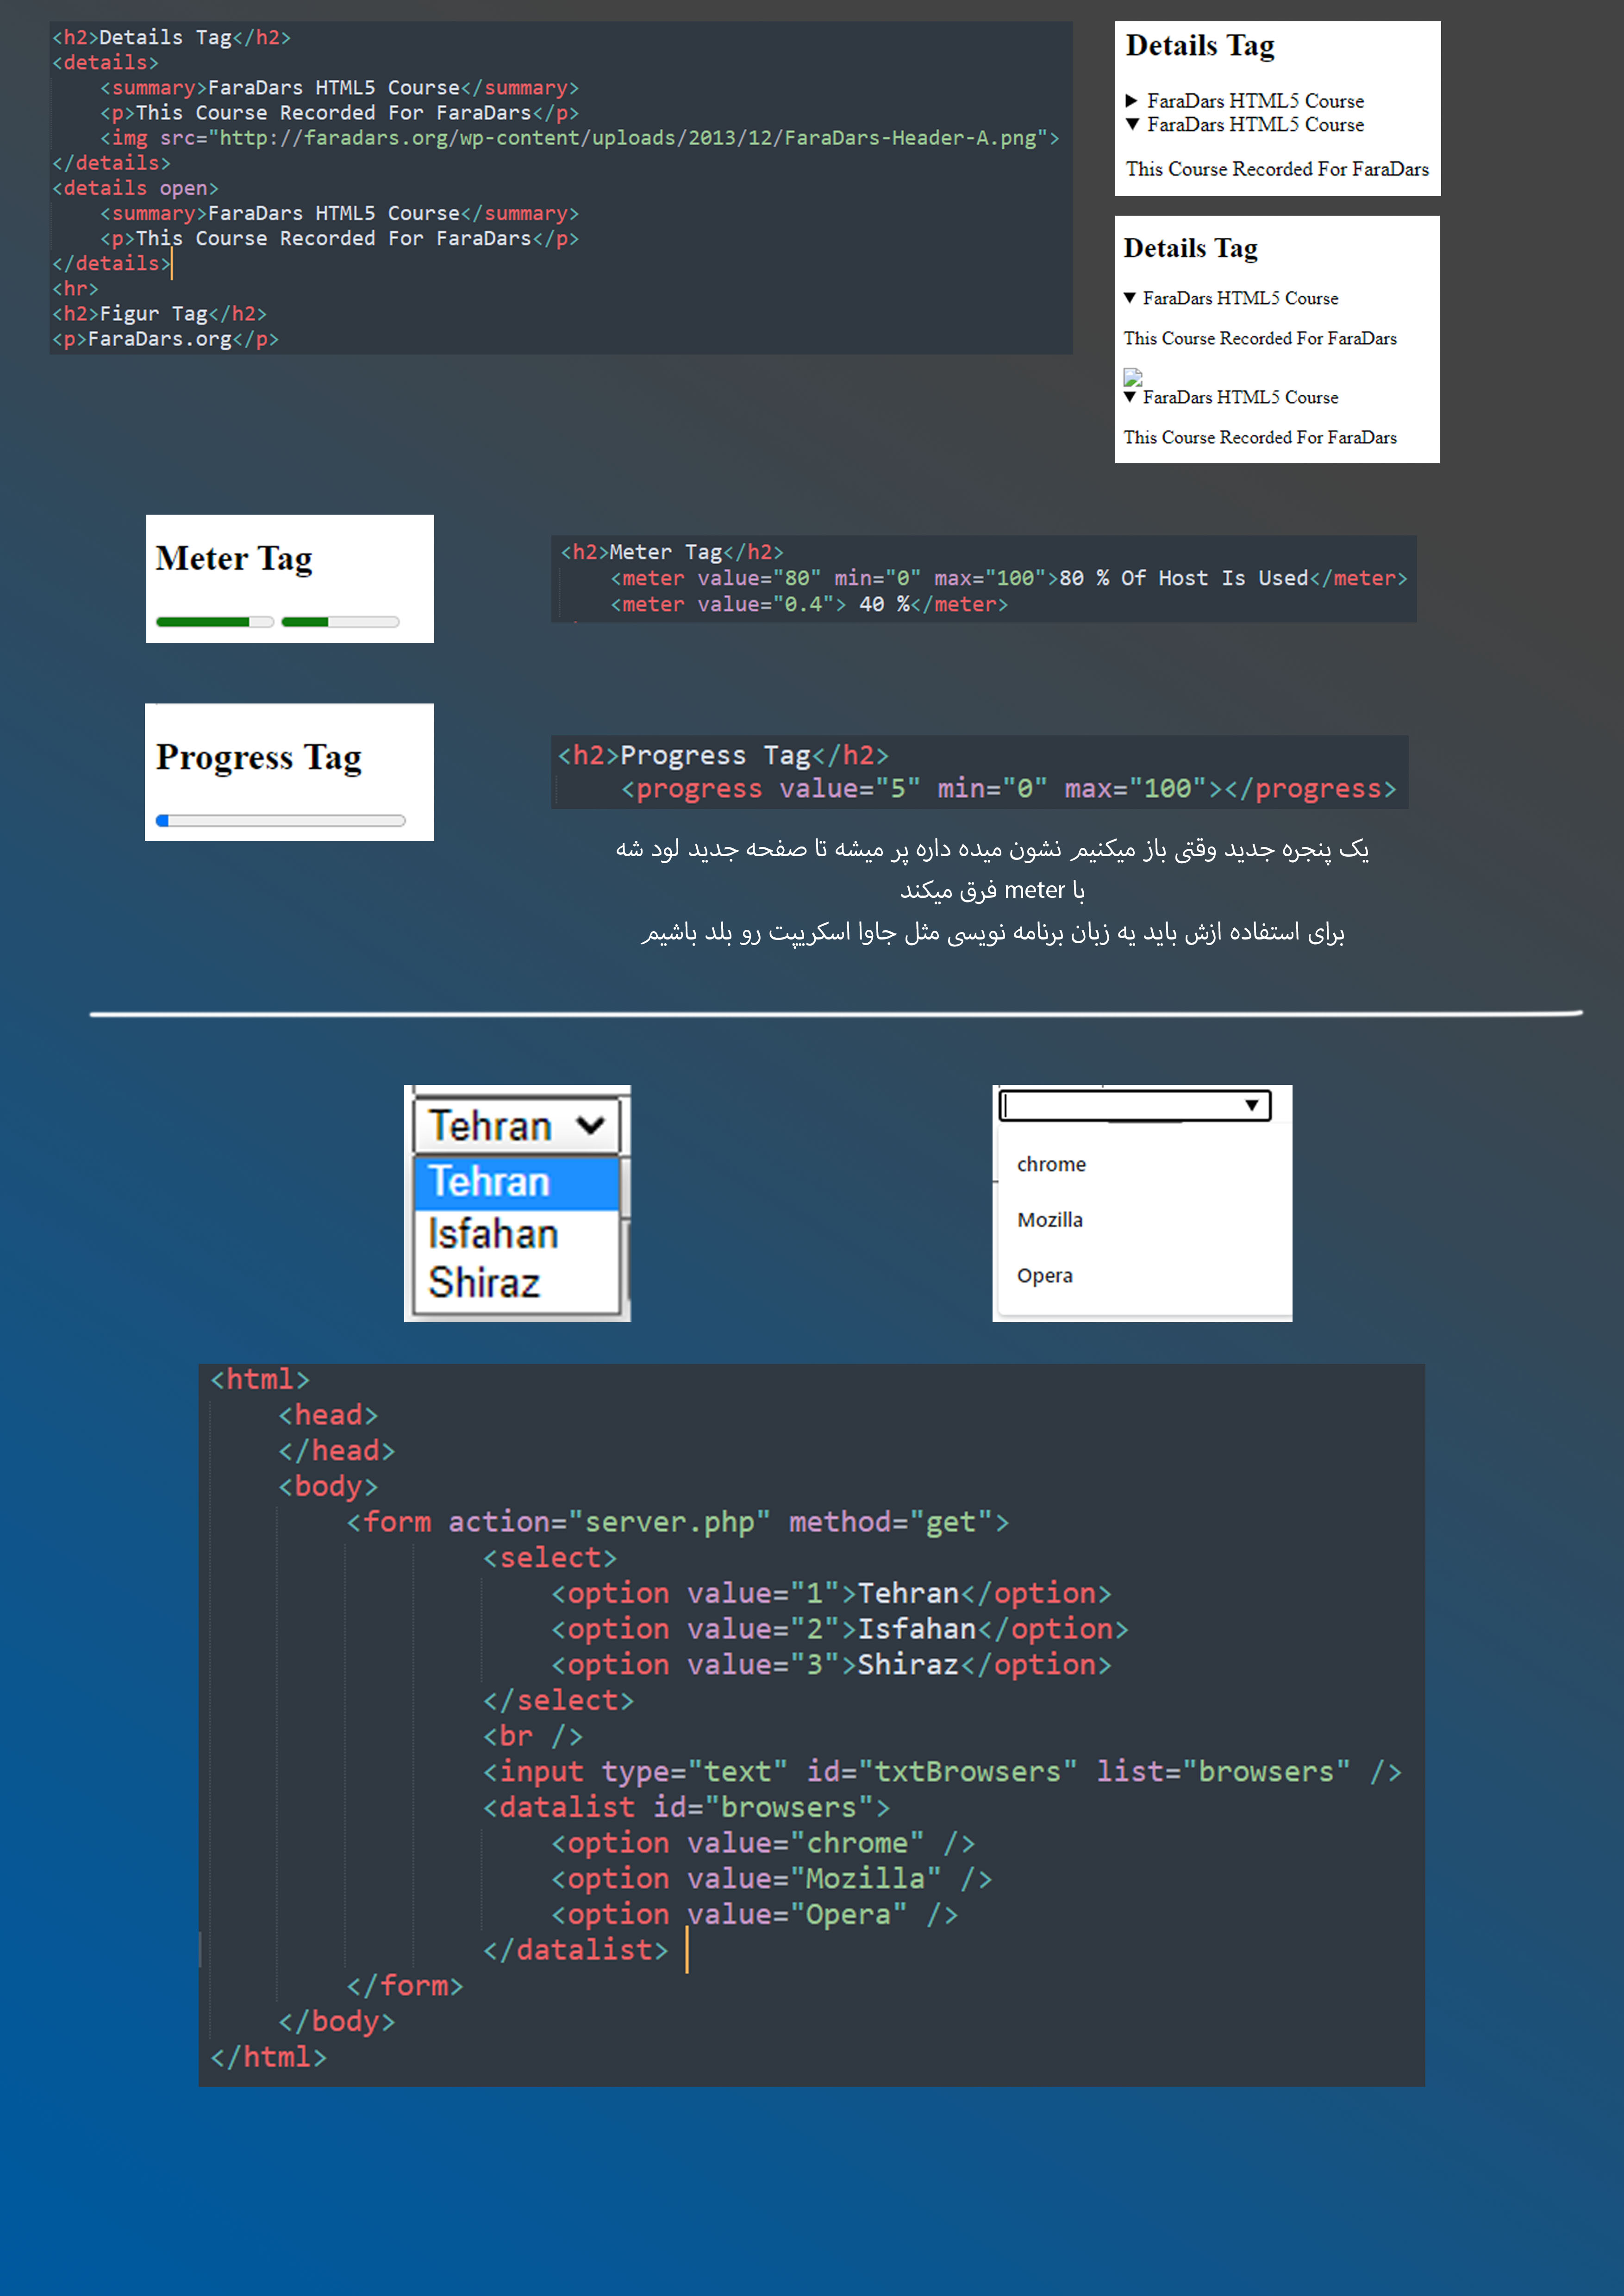 <h2>Details Tag</h2>
<details>
    <summary>FaraDars HTML5 Course</summary>
    <p>This Course Recorded For FaraDars</p>
    <img src="http://faradars.org/wp-content/uploads/2013/12/FaraDars-Header-A.png">
</details>
<details open>
    <summary>FaraDars HTML5 Course</summary>
    <p>This Course Recorded For FaraDars</p>
</details>
<hr>
<h2>Figur Tag</h2>
<p>FaraDars.org</p>
Details Tag
▶ FaraDars HTML5 Course
▼ FaraDars HTML5 Course
This Course Recorded For FaraDars
Details Tag
▼ FaraDars HTML5 Course
This Course Recorded For FaraDars
▼ FaraDars HTML5 Course
This Course Recorded For FaraDars
Meter Tag
<h2>Meter Tag</h2>
    <meter value="80" min="0" max="100">80 % Of Host Is Used</meter>
    <meter value="0.4"> 40 %</meter>
Progress Tag
<h2>Progress Tag</h2>
    <progress value="5" min="0" max="100"></progress>
یک پنجره جدید وقتی باز میکنیم نشون میده داره پر میشه تا صفحه جدید لود شه
با meter فرق میکند
برای استفاده ازش باید یه زبان برنامه نویسی مثل جاوا اسکریپت رو بلد باشیم
Tehran
Tehran
Isfahan
Shiraz
chrome
Mozilla
Opera
<html>
    <head>
    </head>
    <body>
        <form action="server.php" method="get">
                <select>
                    <option value="1">Tehran</option>
                    <option value="2">Isfahan</option>
                    <option value="3">Shiraz</option>
                </select>
                <br />
                <input type="text" id="txtBrowsers" list="browsers" />
                <datalist id="browsers">
                    <option value="chrome" />
                    <option value="Mozilla" />
                    <option value="Opera" />
                </datalist>
        </form>
    </body>
</html>